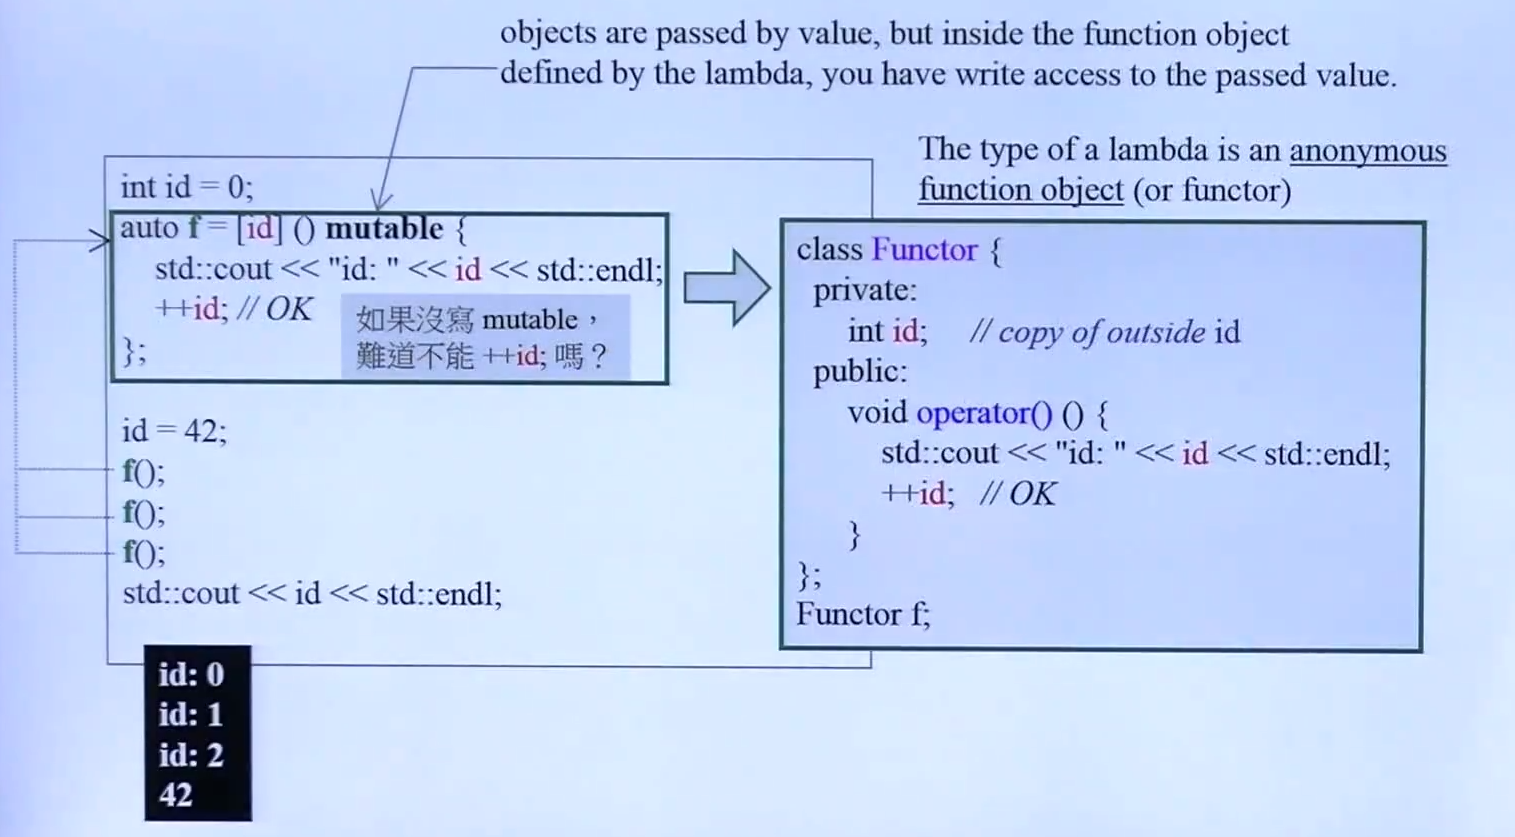 objects are passed by value, but inside the function object
defined by the lambda, you have write access to the passed value.
The type of a lambda is an anonymous
function object (or functor)
int id = 0;
auto f = [id] () mutable {
std::cout << "id: " << id << std::endl;
++id; // OK
如果沒寫 mutable，
難道不能 ++id; 嗎？
};
id = 42;
f();
f();
f();
std::cout << id << std::endl;
id: 0
id: 1
id: 2
42
class Functor {
private:
int id; // copy of outside id
public:
void operator() () {
std::cout << "id: " << id << std::endl;
++id; // OK
}
};
Functor f;